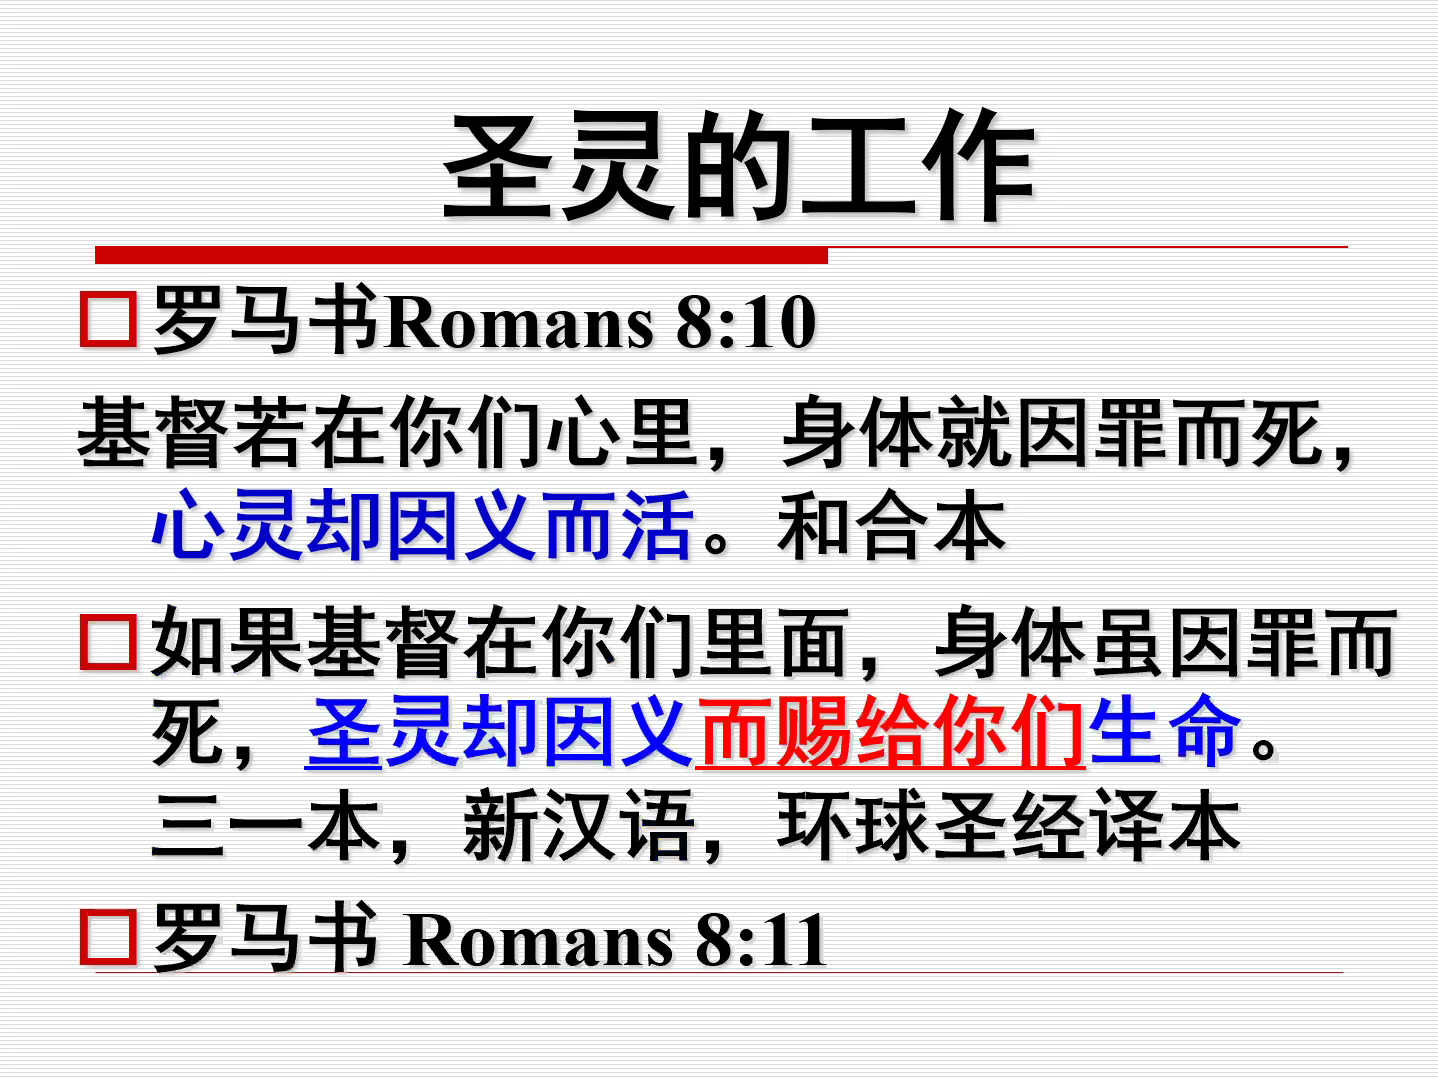 圣灵的工作
罗马书Romans 8:10
基督若在你们心里，身体就因罪而死，
心灵却因义而活。和合本
如果基督在你们里面，身体虽因罪而
死，圣灵却因义而赐给你们生命。
三一本，新汉语，环球圣经译本
罗马书 Romans 8:11